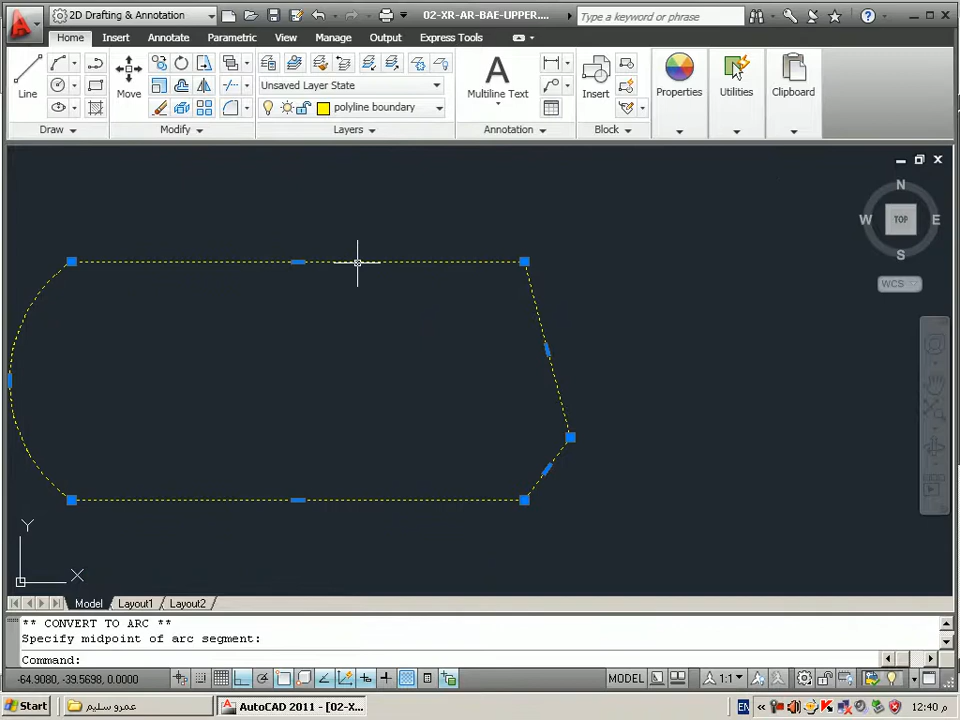 2D Drafting & Annotation
02-XR-AR-BAE-UPPER....
Type a keyword or phrase
Home Insert Annotate Parametric View Manage Output Express Tools
Line
Move
Unsaved Layer State
polyline boundary
A
Multiline Text
Insert
Properties
Utilities
Clipboard
Draw
Modify
Layers
Annotation
Block
N
W TOP E
S
WCS
Y
X
Model Layout1 Layout2
** CONVERT TO ARC **
Specify midpoint of arc segment:
Command:
-64.9080, -39.5698, 0.0000
MODEL
1:1
Start
عمرو سليم
AutoCAD 2011 - [02-X...
EN
12:40 م